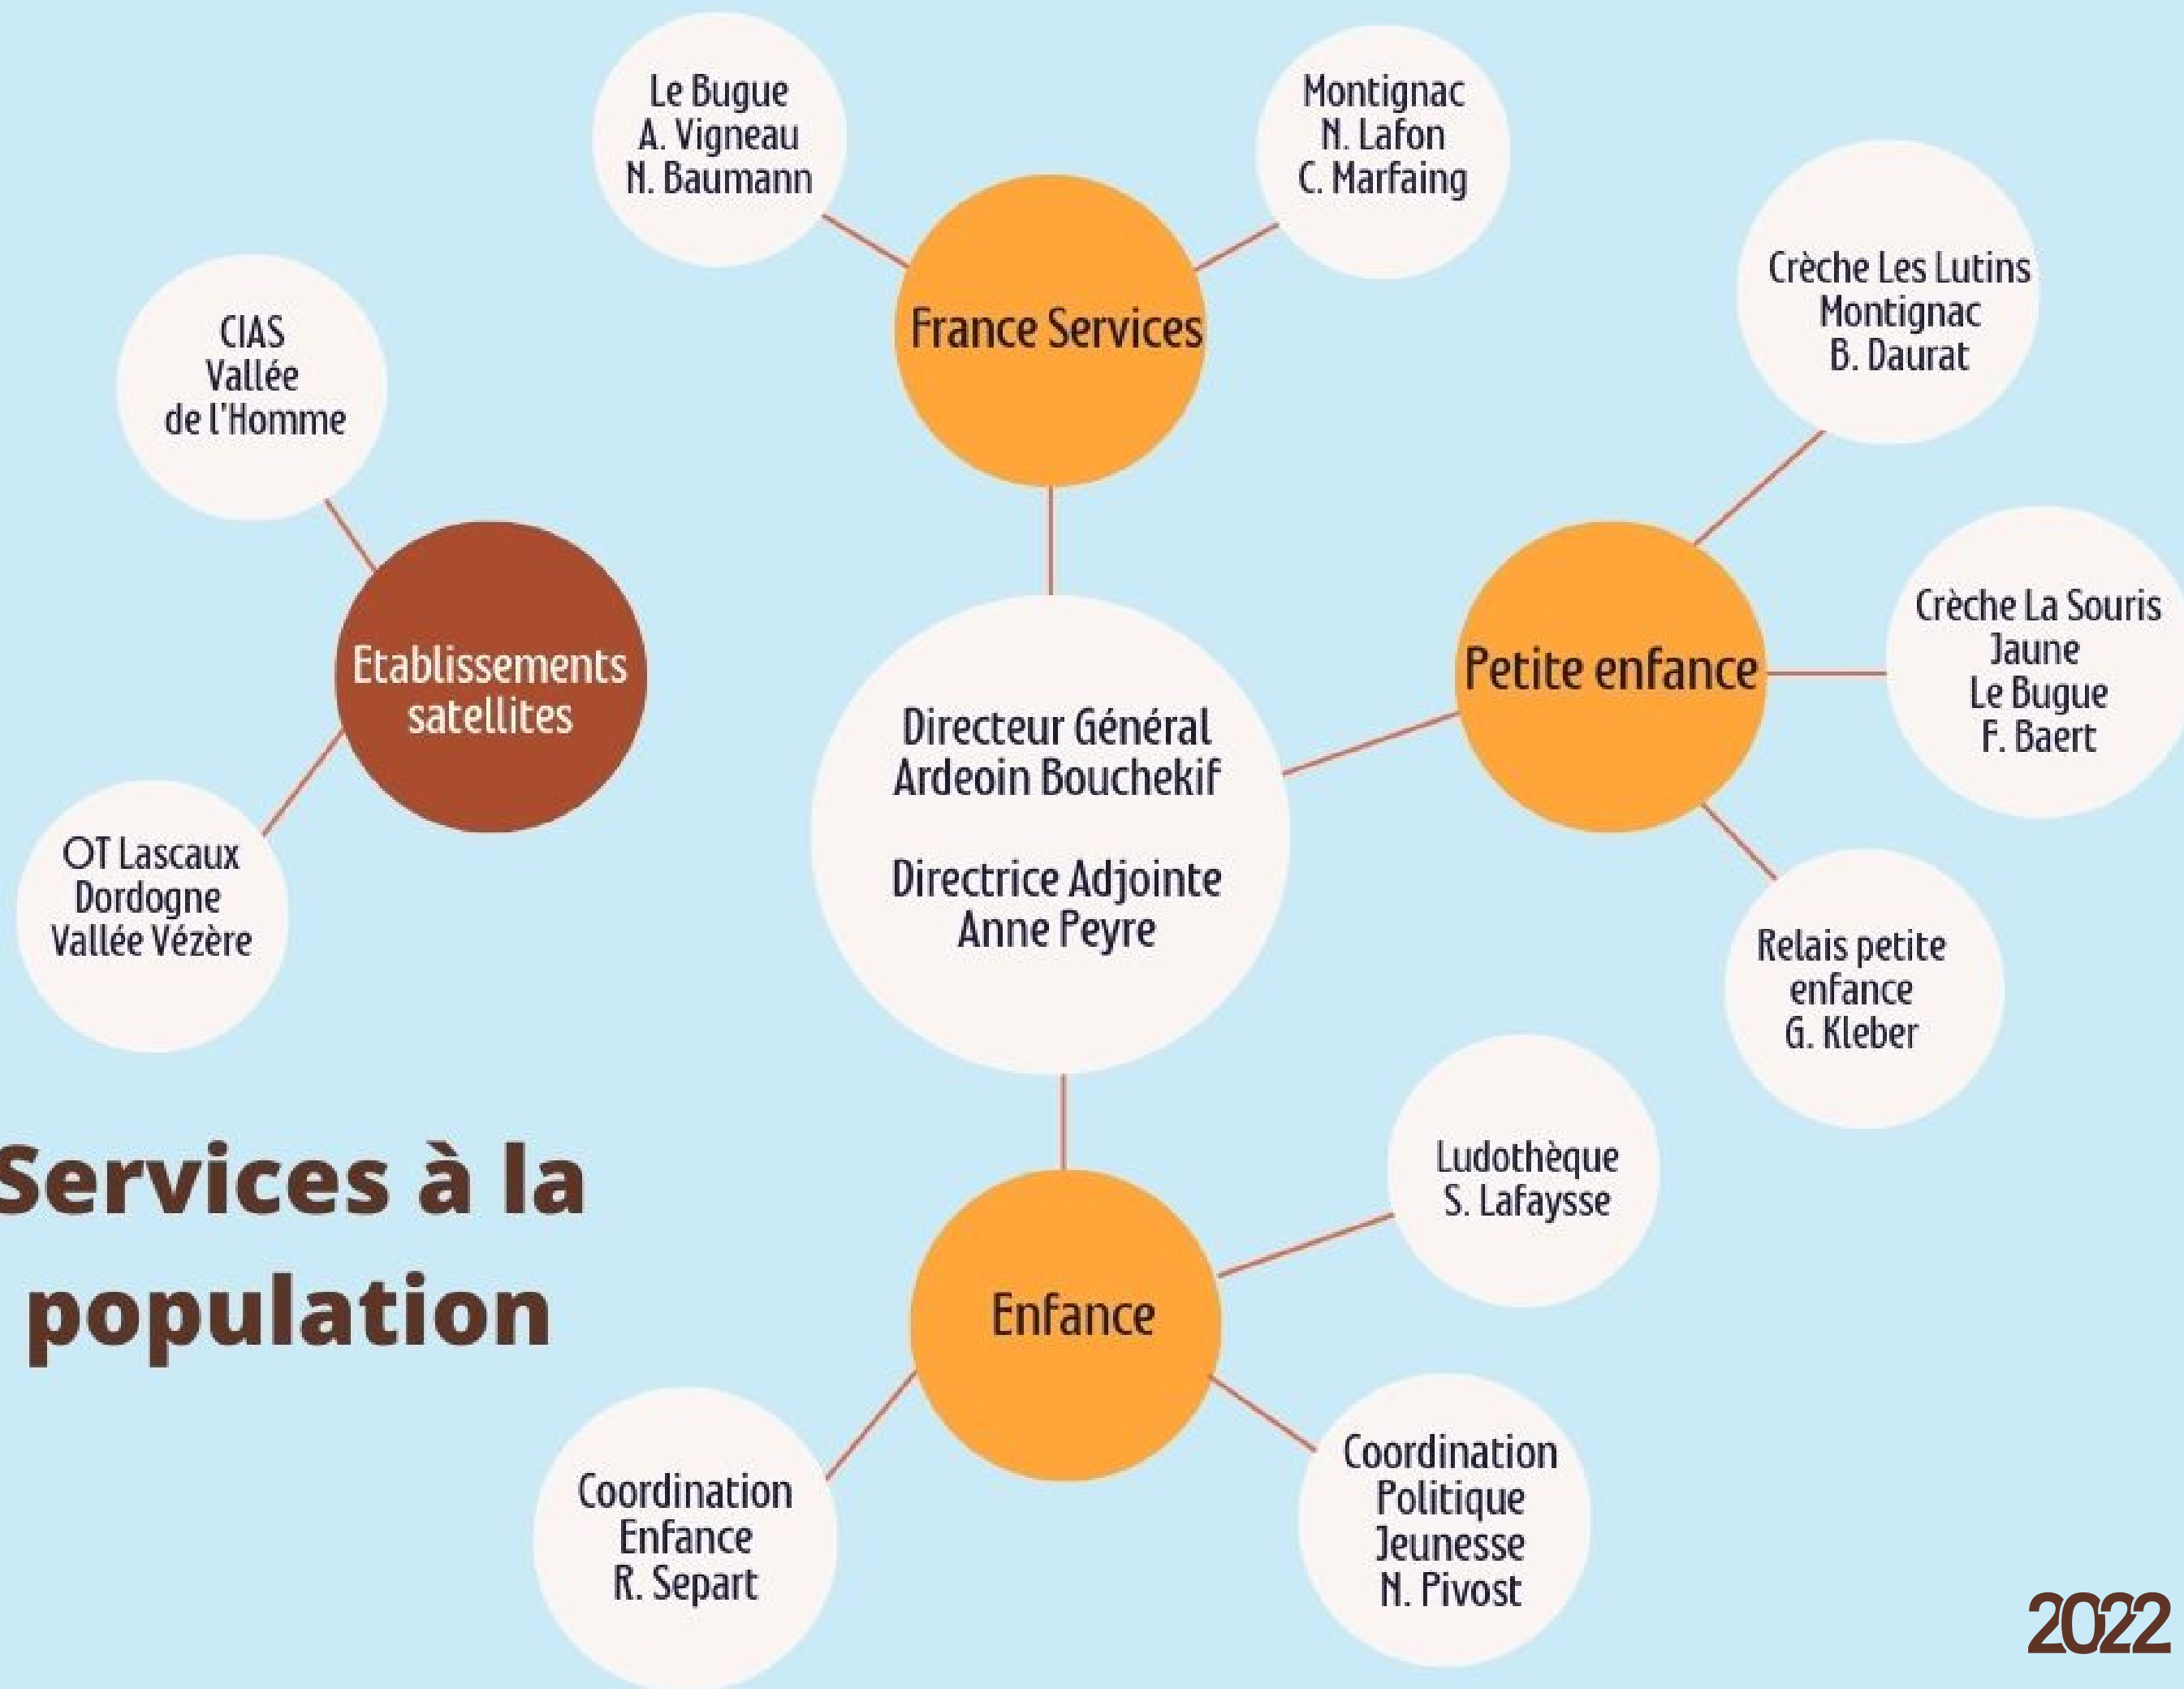 Le Bugue
A. Vigneau
N. Baumann
Montignac
N. Lafon
C. Marfaing
France Services
Crèche Les Lutins
Montignac
B. Daurat
CIAS
Vallée
de l'Homme
Etablissements
satellites
OT Lascaux
Dordogne
Vallée Vézère
Directeur Général
Ardeoin Bouchekif
Directrice Adjointe
Anne Peyre
Petite enfance
Crèche La Souris
Jaune
Le Bugue
F. Baert
Relais petite
enfance
G. Kleber
Services à la
population
Enfance
Ludothèque
S. Lafaysse
Coordination
Enfance
R. Separt
Coordination
Politique
Jeunesse
N. Pivost
2022